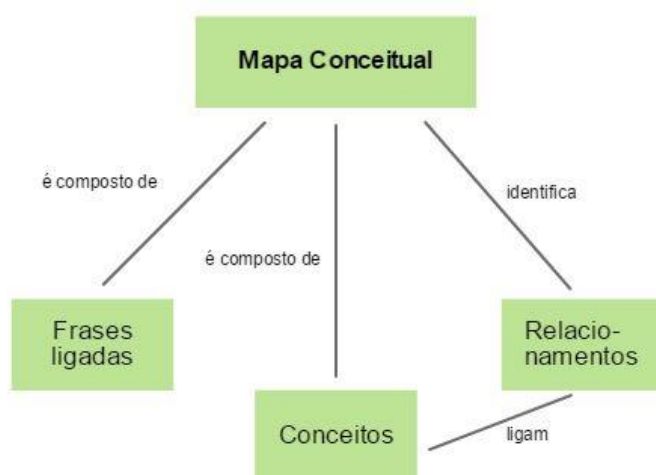 Mapa Conceitual
é composto de
identifica
é composto de
Frases
ligadas
Relacio-
namentos
Conceitos
ligam